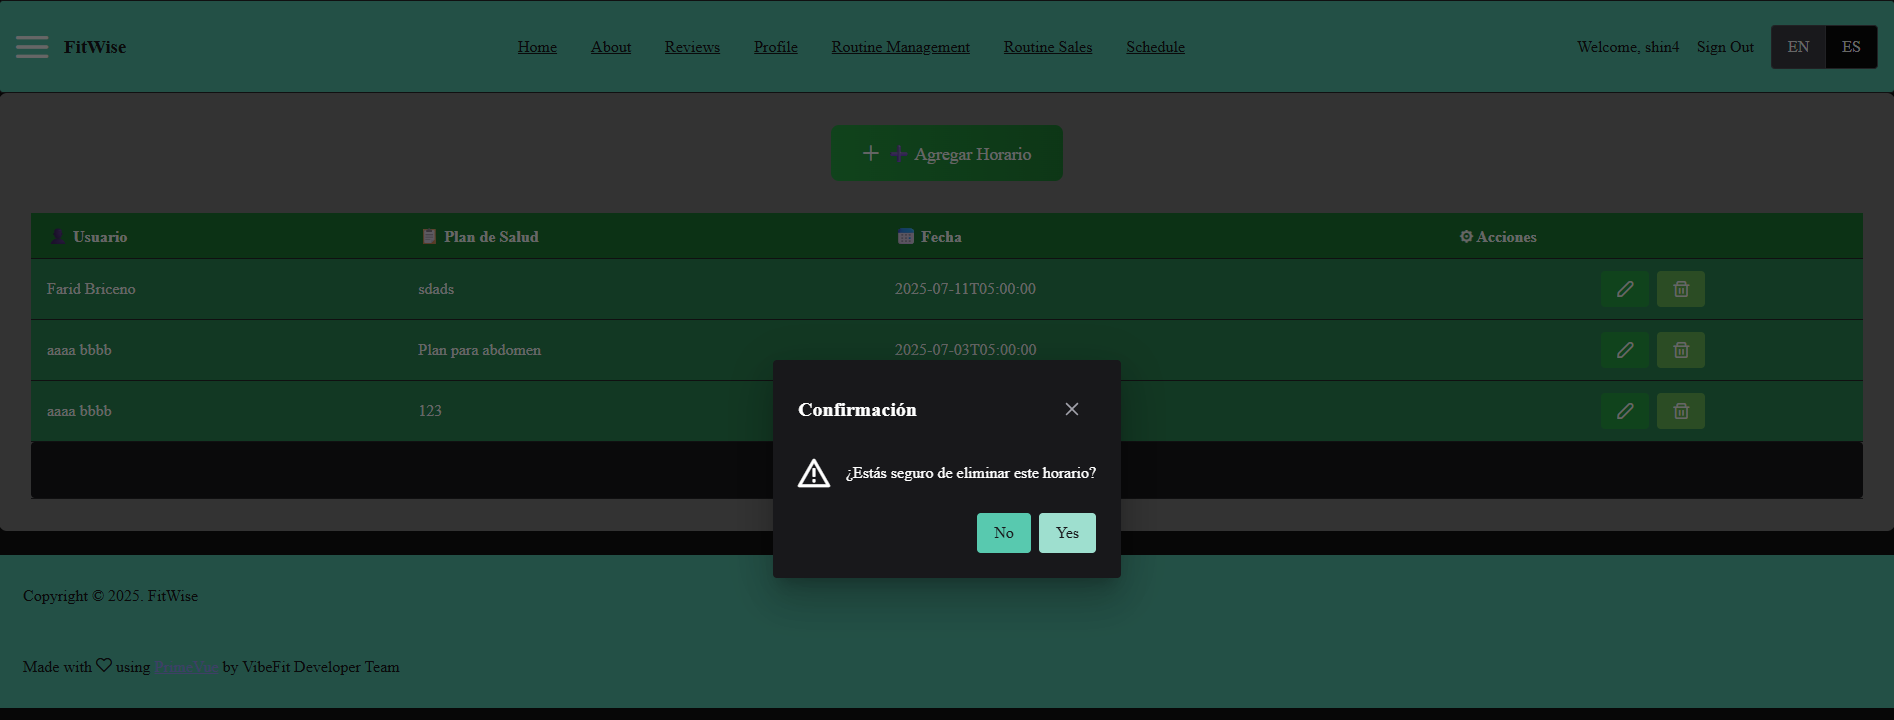 FitWise
Home About Reviews Profile Routine Management Routine Sales Schedule
Welcome, shin4 Sign Out EN ES
Agregar Horario
Usuario Plan de Salud Fecha Acciones
Farid Briceno sdads 2025-07-11T05:00:00
aaaa bbbb Plan para abdomen 2025-07-03T05:00:00
aaaa bbbb 123
Confirmación
¿Estás seguro de eliminar este horario?
No Yes
Copyright © 2025. FitWise
Made with using PrimeVue by VibeFit Developer Team